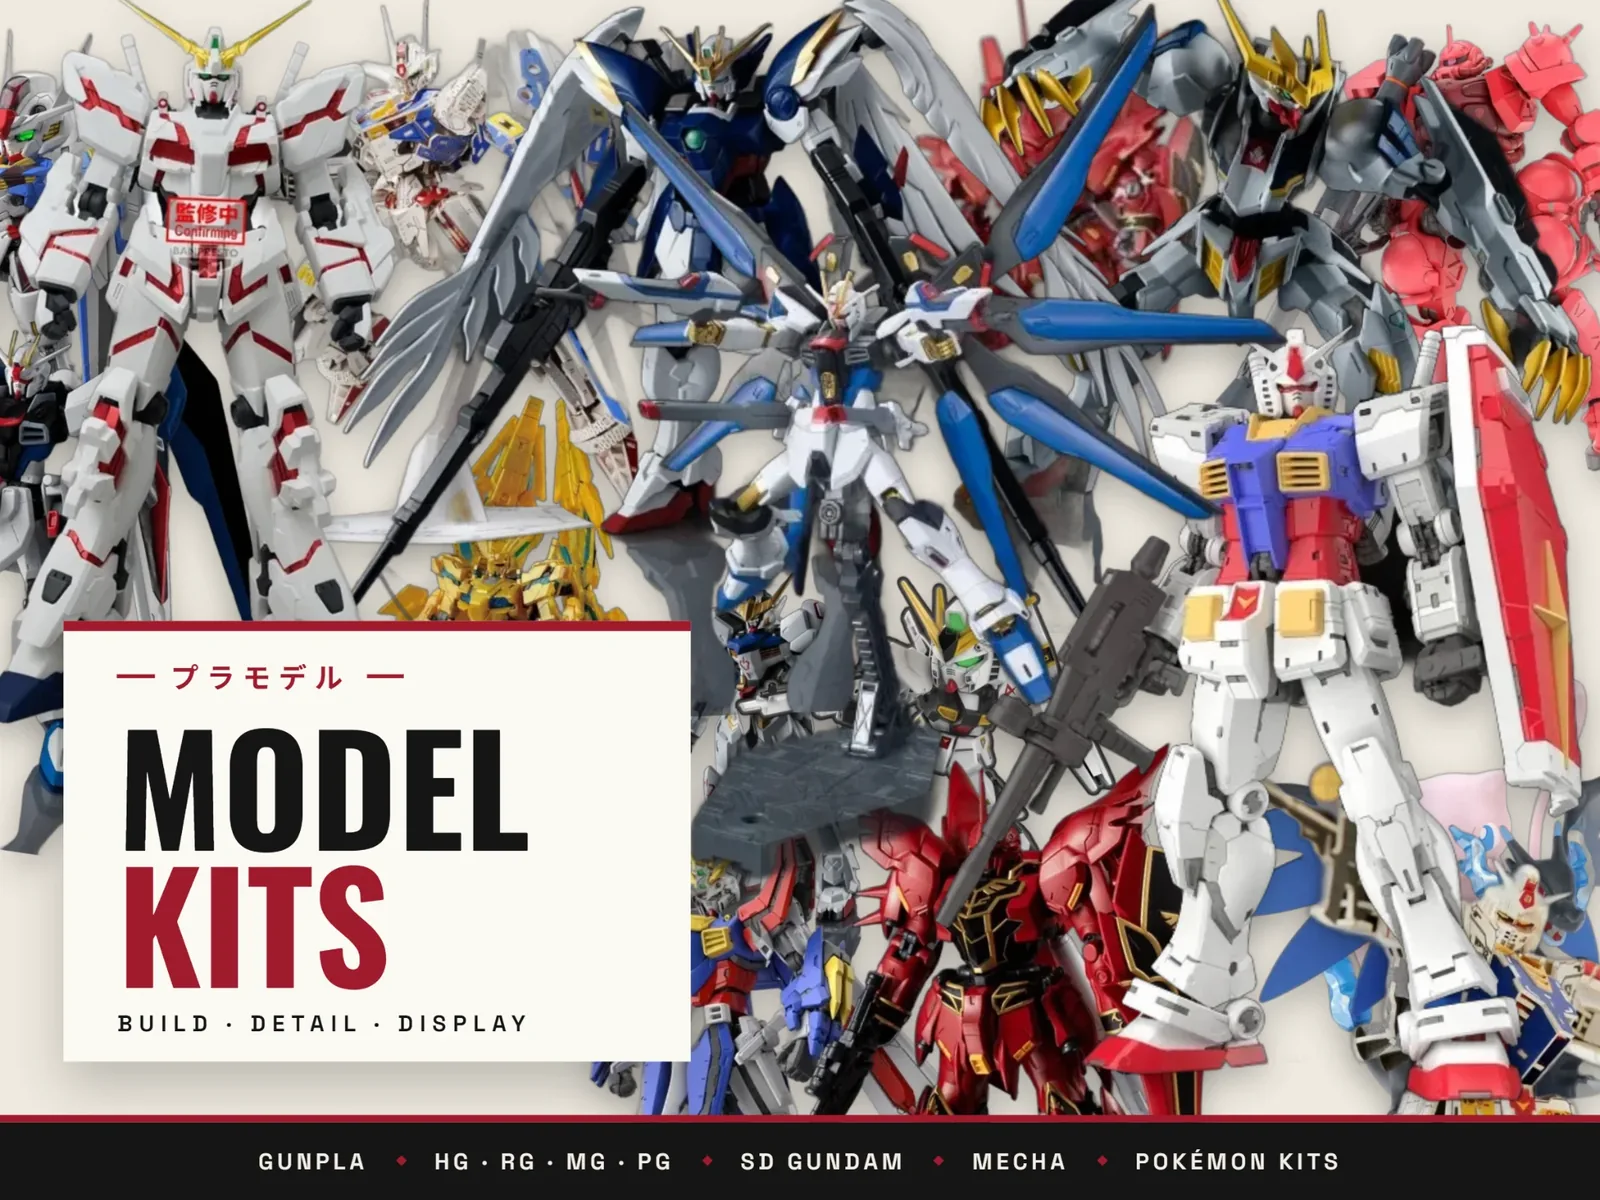 監修中
Confirming
BANPRESTO
プラモデル
MODEL
KITS
BUILD · DETAIL · DISPLAY
GUNPLA ◆ HG · RG · MG · PG ◆ SD GUNDAM ◆ MECHA ◆ POKÉMON KITS